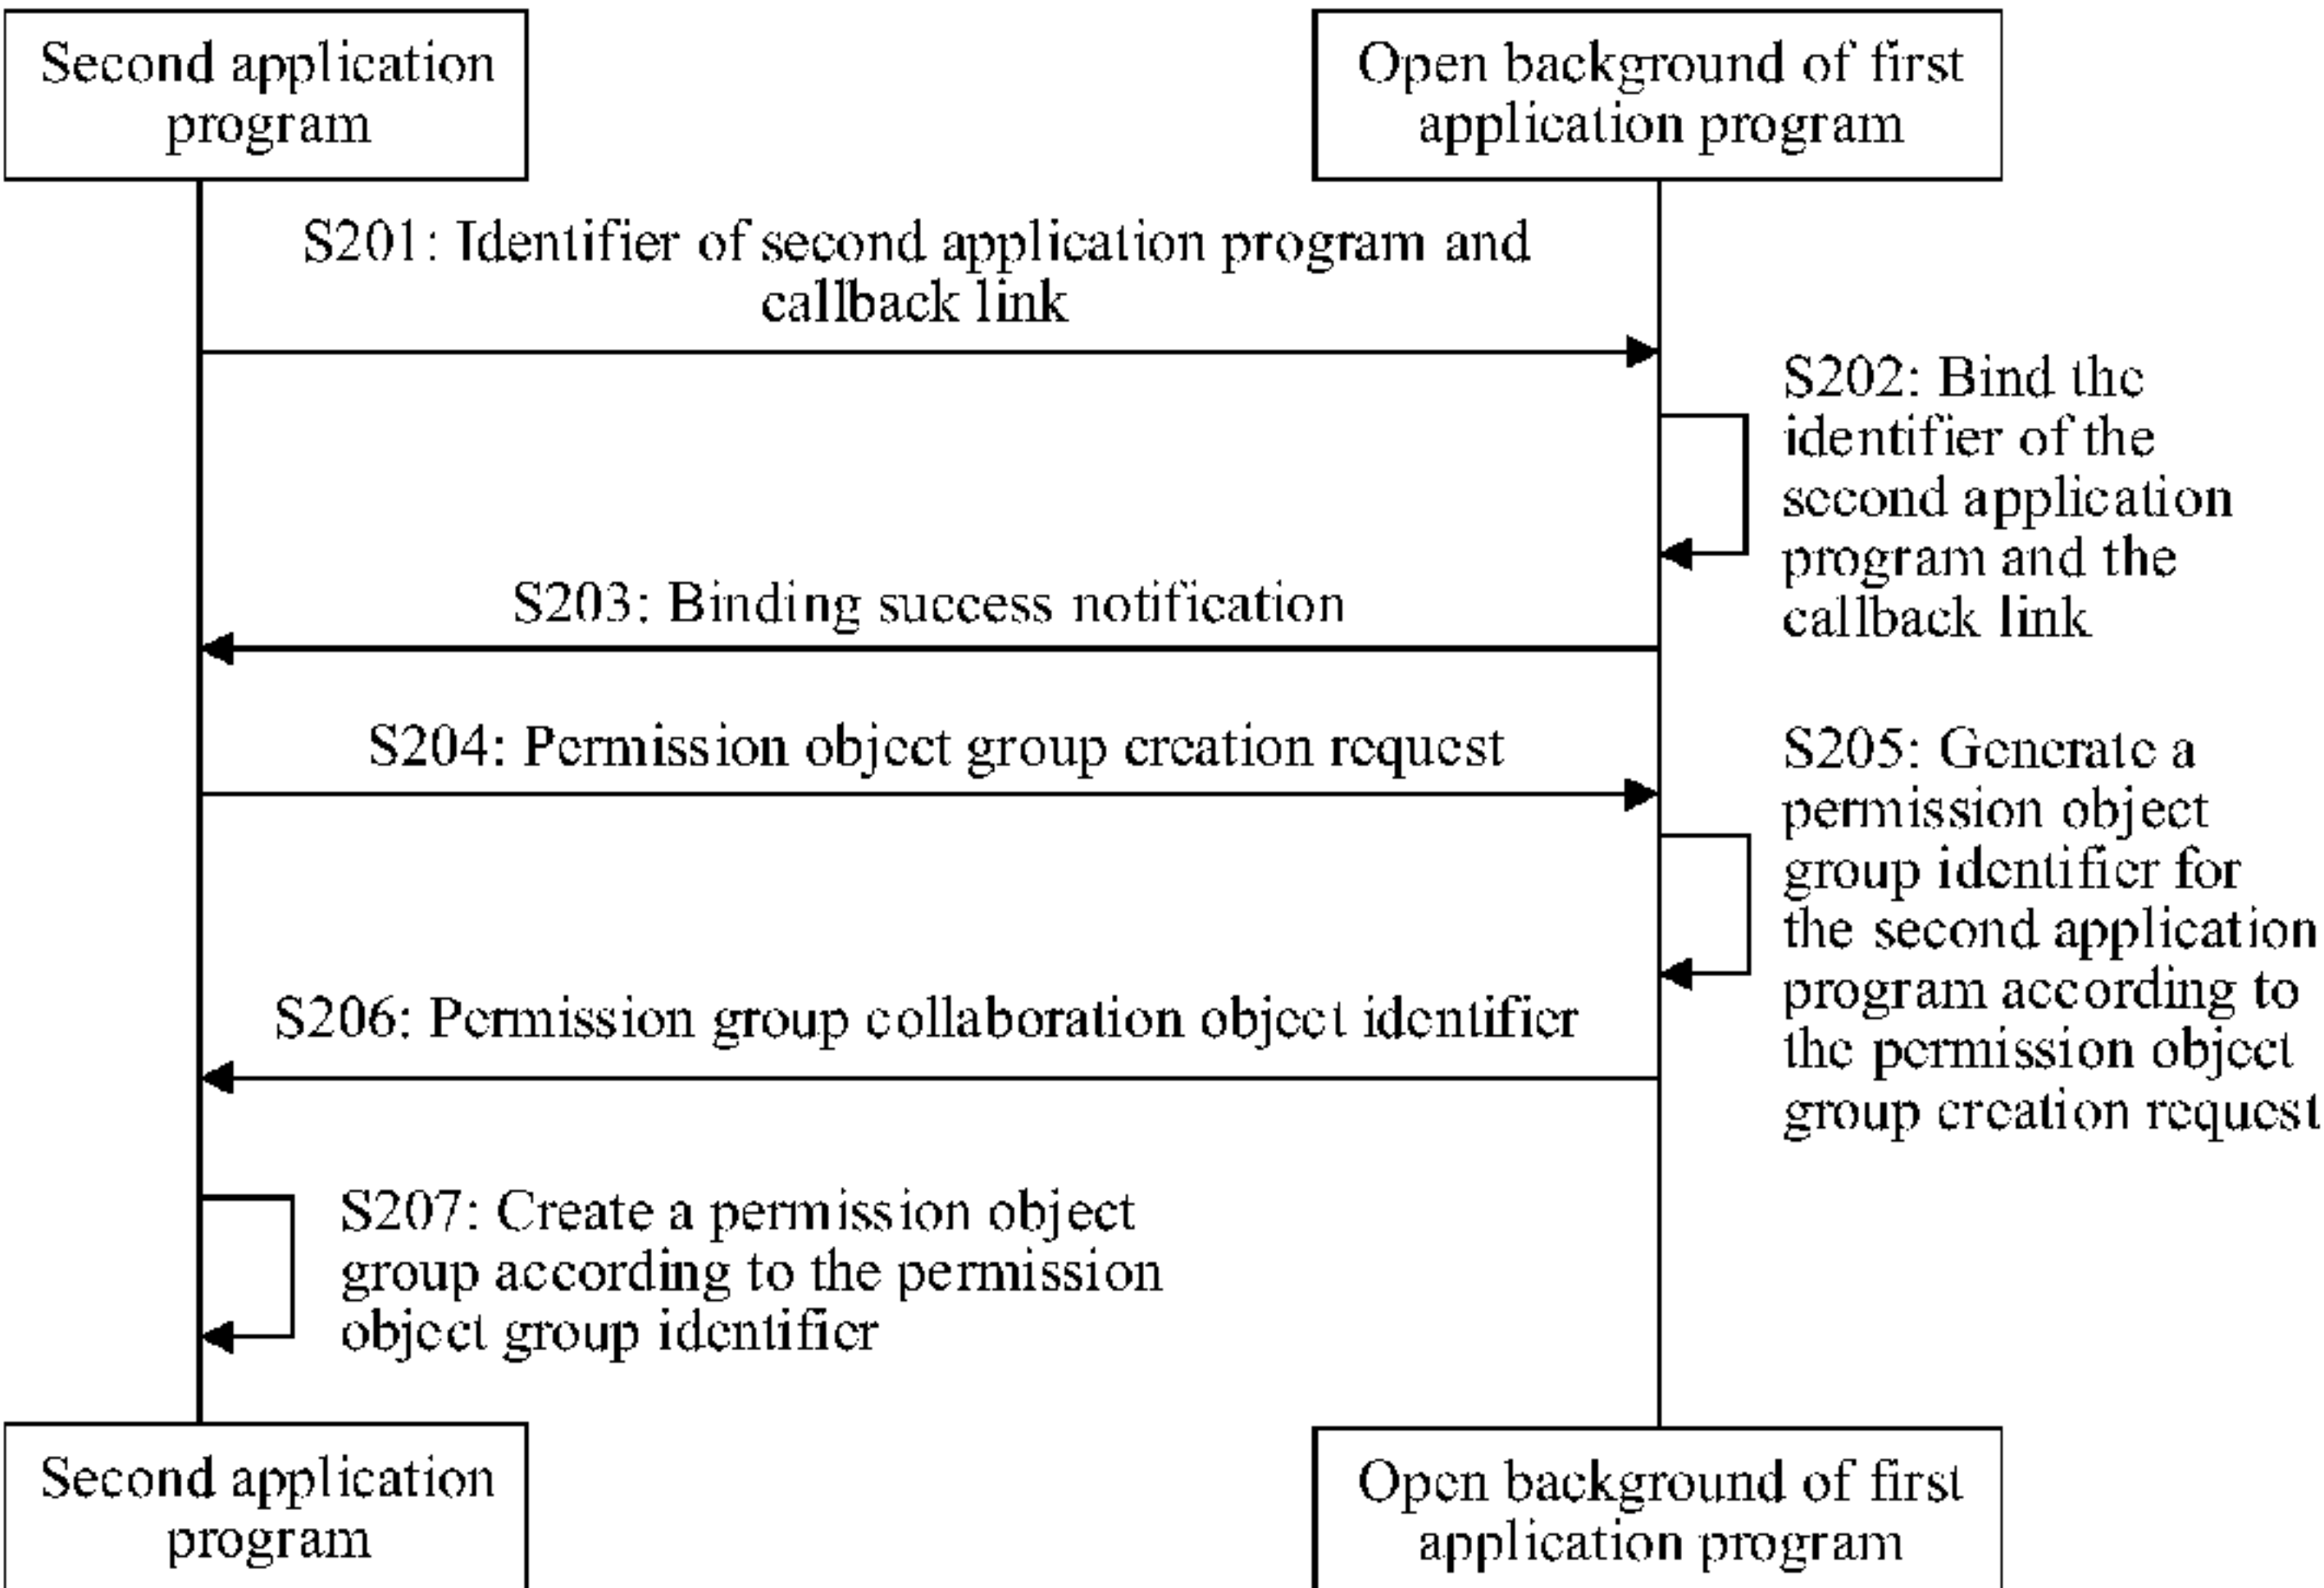 Second application
program
Open background of first
application program
S201: Identifier of second application program and
callback link
S202: Bind the
identifier of the
second application
program and the
callback link
S203: Binding success notification
S204: Permission object group creation request
S205: Generate a
permission object
group identifier for
the second application
program according to
the permission object
group creation request
S206: Permission group collaboration object identifier
S207: Create a permission object
group according to the permission
object group identifier
Second application
program
Open background of first
application program